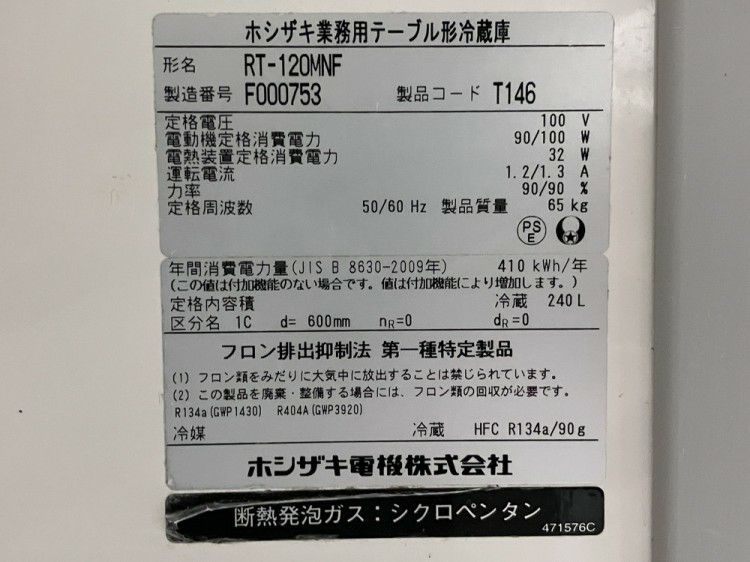 ホシザキ業務用テーブル形冷蔵庫
形名 RT-120MNF
製造番号 F000753 製品コード T146
定格電圧 100 V
電動機定格消費電力 90/100 W
電熱装置定格消費電力 32 W
運転電流 1.2/1.3 A
力率 90/90 %
定格周波数 50/60 Hz 製品質量 65 kg
PS
E
年間消費電力量(JIS B 8630-2009年) 410 kWh/年
(この値は付加機能のない場合です。値は付加機能により増加します。)
定格内容積 冷蔵 240L
区分名 1C d= 600mm nR=0 dR=0
フロン排出抑制法 第一種特定製品
(1) フロン類をみだりに大気中に放出することは禁じられています。
(2) この製品を廃棄・整備する場合には、フロン類の回収が必要です。
R134a(GWP1430) R404A(GWP3920)
冷媒 冷蔵 HFC R134a/90g
ホシザキ電機株式会社
断熱発泡ガス：シクロペンタン
471576C